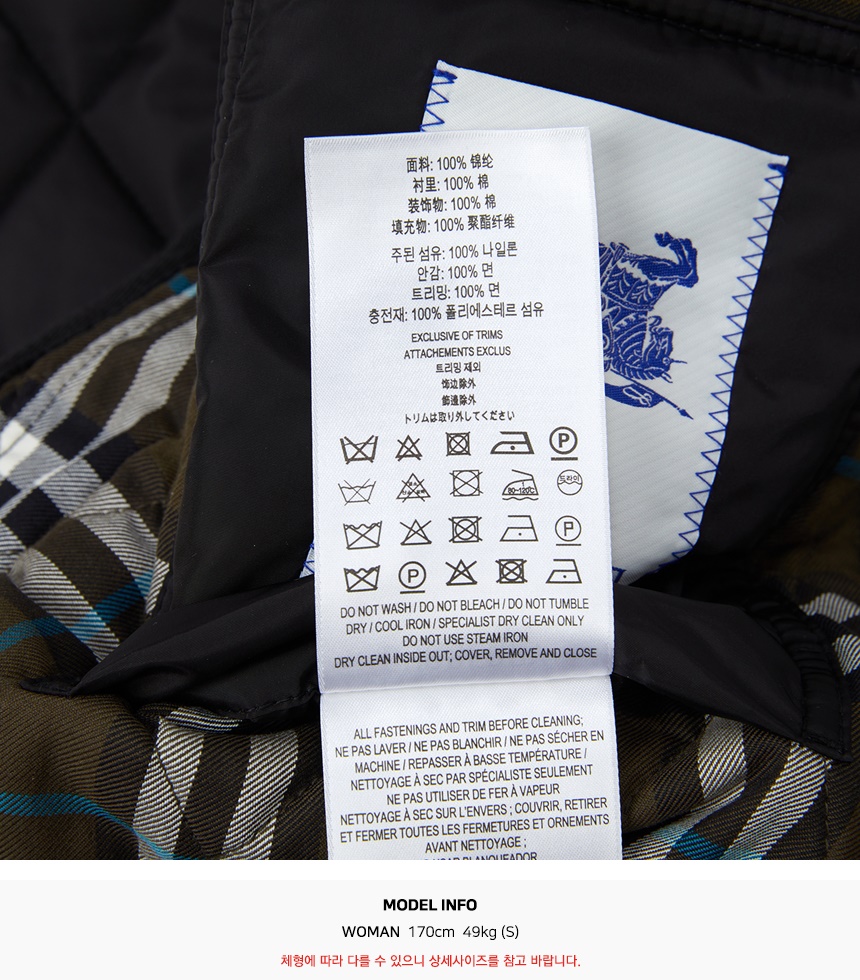 面料: 100% 锦纶
衬里: 100% 棉
装饰物: 100% 棉
填充物: 100% 聚酯纤维
주된 섬유: 100% 나일론
안감: 100% 면
트리밍: 100% 면
충전재: 100% 폴리에스테르 섬유
EXCLUSIVE OF TRIMS
ATTACHEMENTS EXCLUS
트리밍 제외
饰边除外
飾邊除外
トリムは取り外してください
P
80~120℃ 드라이
P
P
DO NOT WASH / DO NOT BLEACH / DO NOT TUMBLE
DRY / COOL IRON / SPECIALIST DRY CLEAN ONLY
DO NOT USE STEAM IRON
DRY CLEAN INSIDE OUT; COVER, REMOVE AND CLOSE
ALL FASTENINGS AND TRIM BEFORE CLEANING;
NE PAS LAVER / NE PAS BLANCHIR / NE PAS SÉCHER EN
MACHINE / REPASSER À BASSE TEMPÉRATURE /
NETTOYAGE À SEC PAR SPÉCIALISTE SEULEMENT
NE PAS UTILISER DE FER À VAPEUR
NETTOYAGE À SEC SUR L'ENVERS ; COUVRIR, RETIRER
ET FERMER TOUTES LES FERMETURES ET ORNEMENTS
AVANT NETTOYAGE ;
MODEL INFO
WOMAN 170cm 49kg (S)
체형에 따라 다를 수 있으니 상세사이즈를 참고 바랍니다.